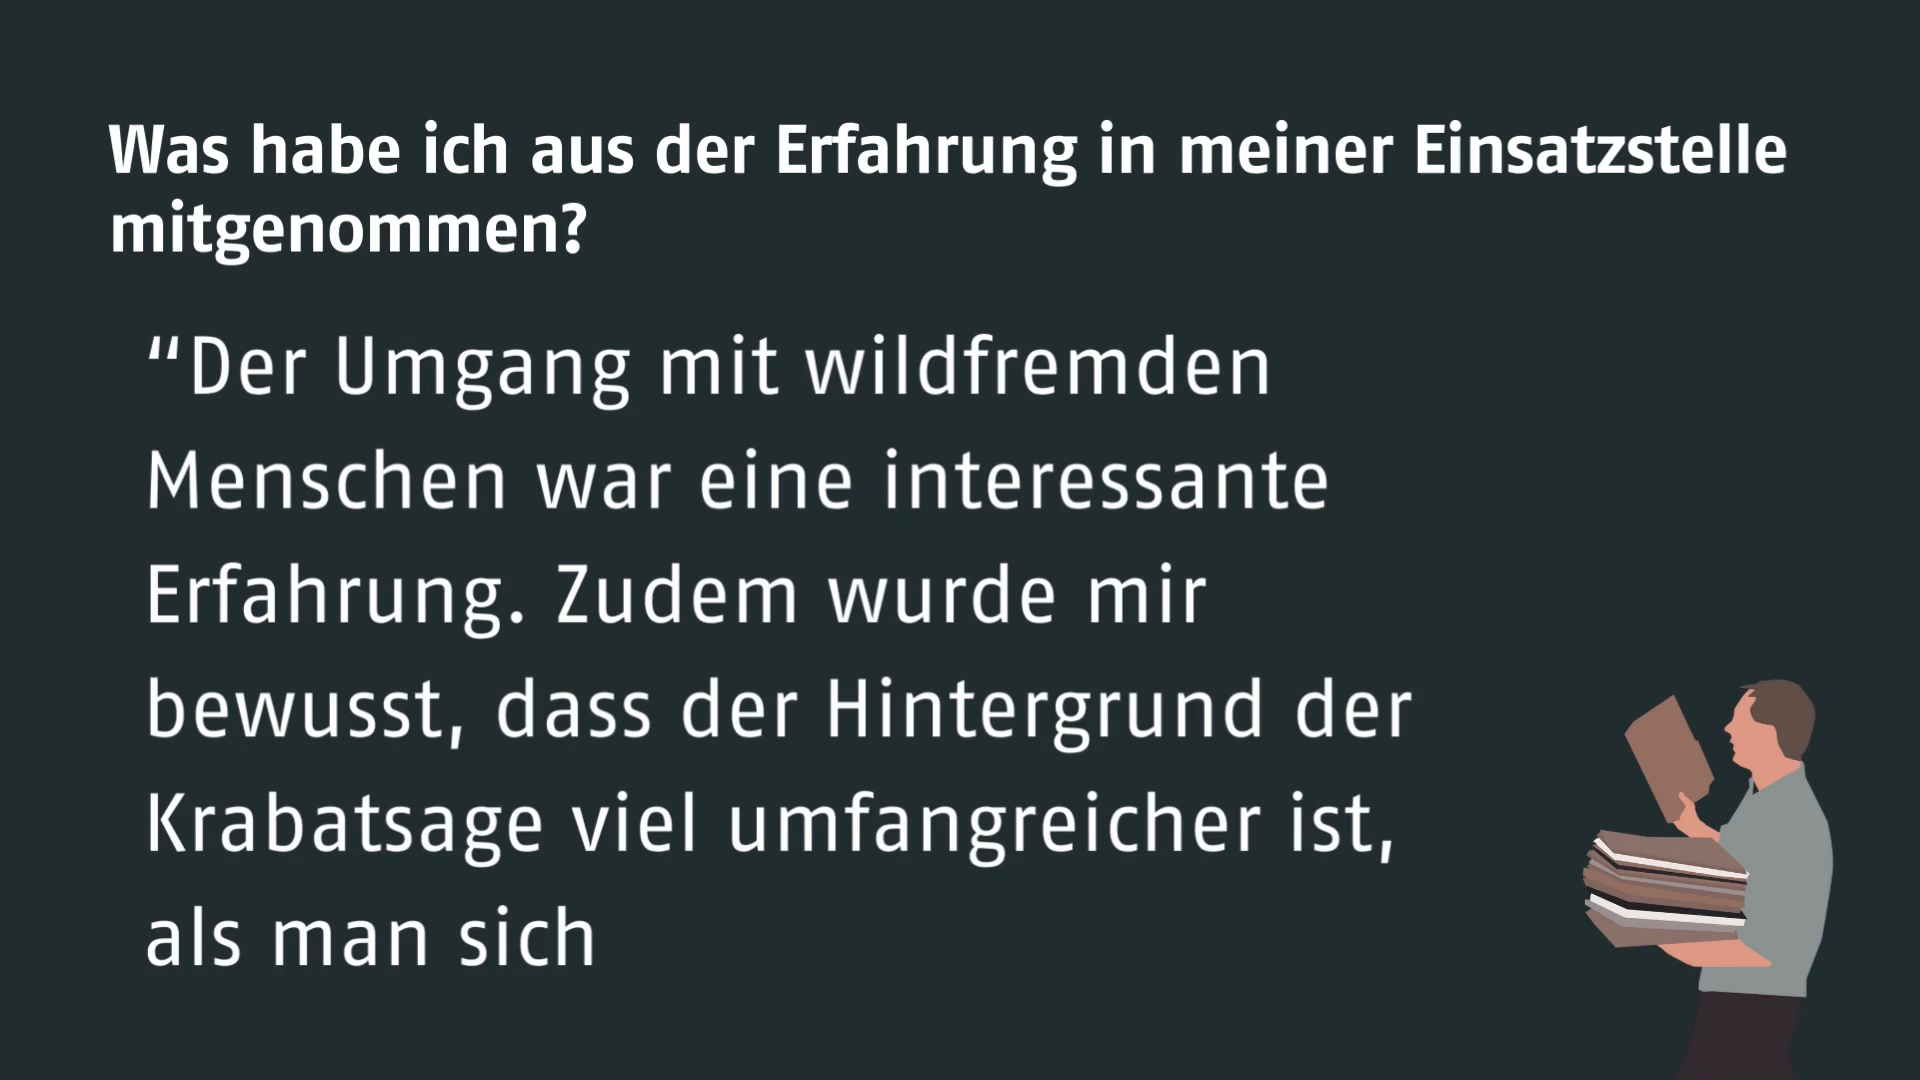 Was habe ich aus der Erfahrung in meiner Einsatzstelle
mitgenommen?
“Der Umgang mit wildfremden
Menschen war eine interessante
Erfahrung. Zudem wurde mir
bewusst, dass der Hintergrund der
Krabatsage viel umfangreicher ist,
als man sich